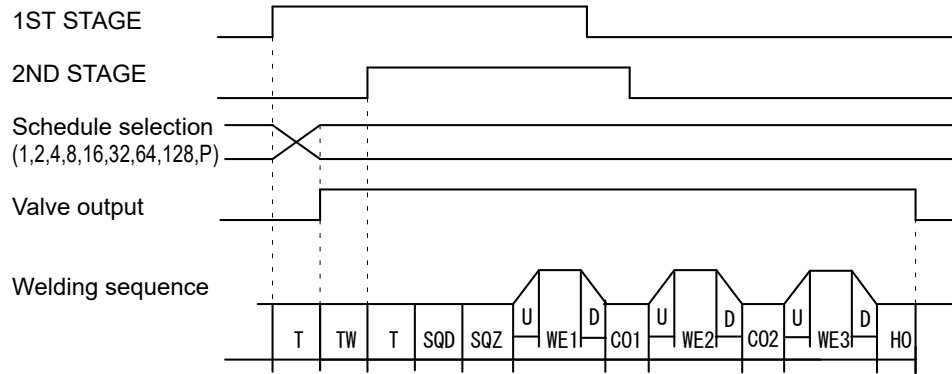 1ST STAGE
2ND STAGE
Schedule selection
(1,2,4,8,16,32,64,128,P)
Valve output
Welding sequence
T TW T SQD SQZ U WE1 D CO1 U WE2 D CO2 U WE3 D HO